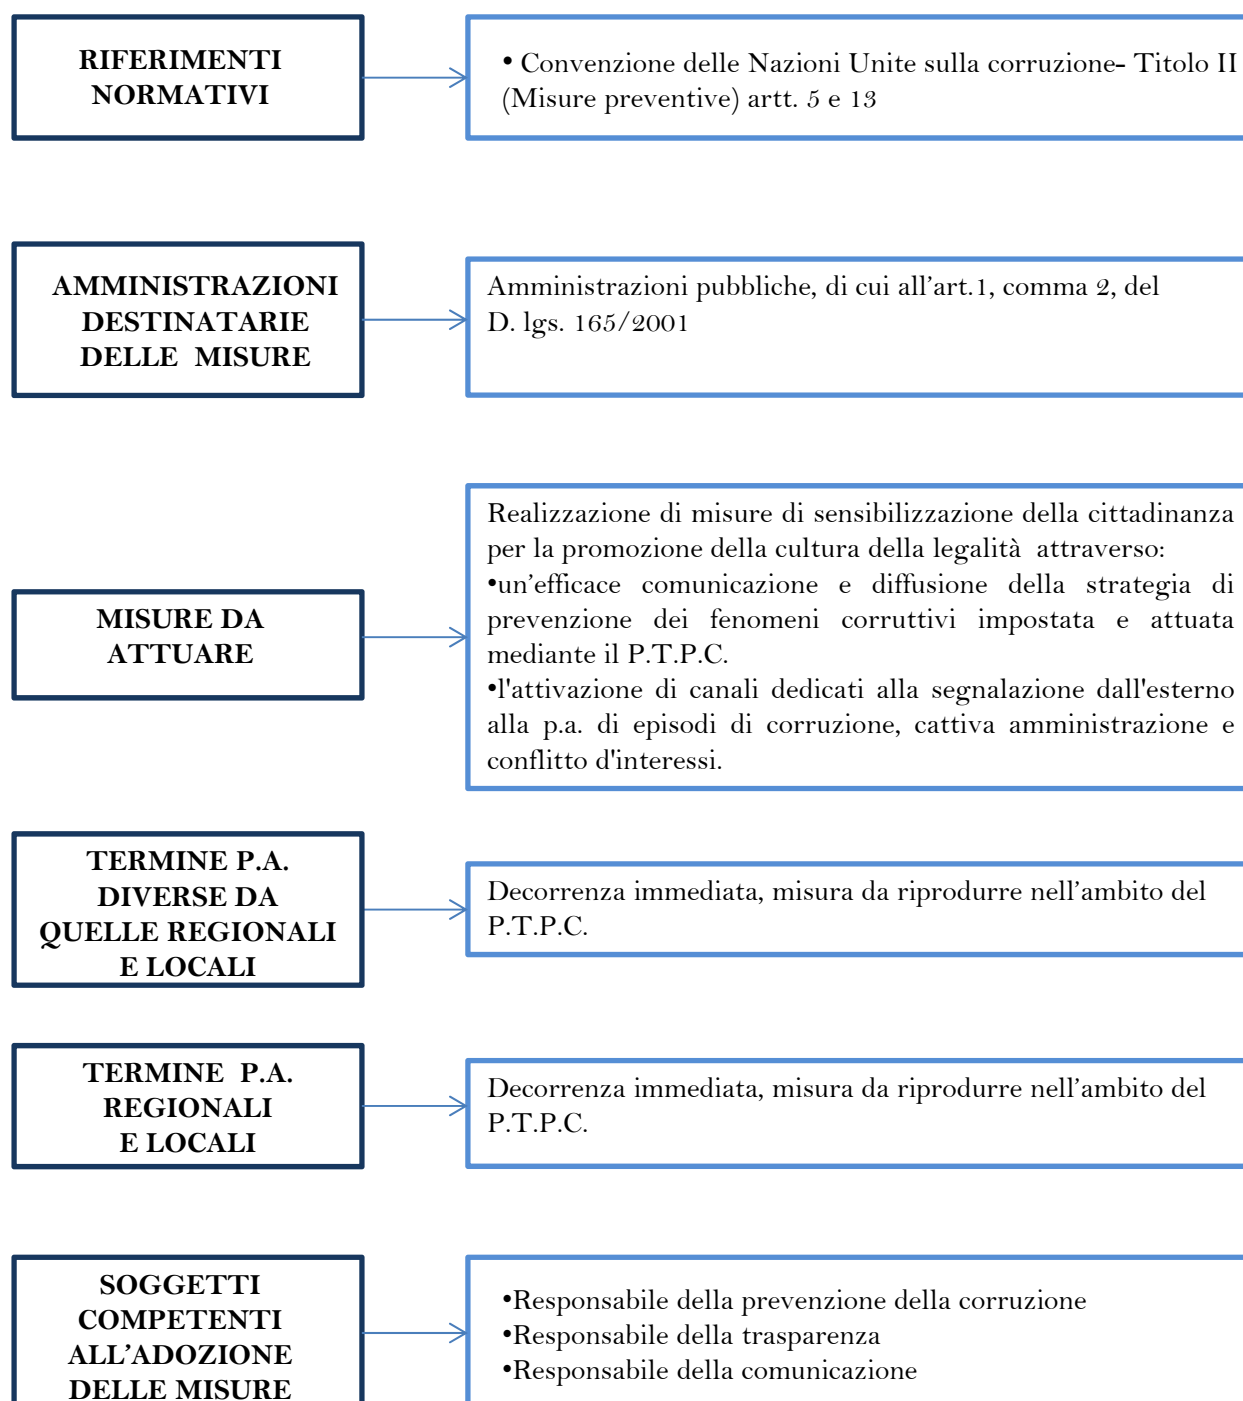 RIFERIMENTI
NORMATIVI
• Convenzione delle Nazioni Unite sulla corruzione- Titolo II
(Misure preventive) artt. 5 e 13
AMMINISTRAZIONI
DESTINATARIE
DELLE MISURE
Amministrazioni pubbliche, di cui all’art.1, comma 2, del
D. lgs. 165/2001
MISURE DA
ATTUARE
Realizzazione di misure di sensibilizzazione della cittadinanza
per la promozione della cultura della legalità attraverso:
•un’efficace comunicazione e diffusione della strategia di
prevenzione dei fenomeni corruttivi impostata e attuata
mediante il P.T.P.C.
•l'attivazione di canali dedicati alla segnalazione dall'esterno
alla p.a. di episodi di corruzione, cattiva amministrazione e
conflitto d'interessi.
TERMINE P.A.
DIVERSE DA
QUELLE REGIONALI
E LOCALI
Decorrenza immediata, misura da riprodurre nell’ambito del
P.T.P.C.
TERMINE P.A.
REGIONALI
E LOCALI
Decorrenza immediata, misura da riprodurre nell’ambito del
P.T.P.C.
SOGGETTI
COMPETENTI
ALL’ADOZIONE
DELLE MISURE
•Responsabile della prevenzione della corruzione
•Responsabile della trasparenza
•Responsabile della comunicazione